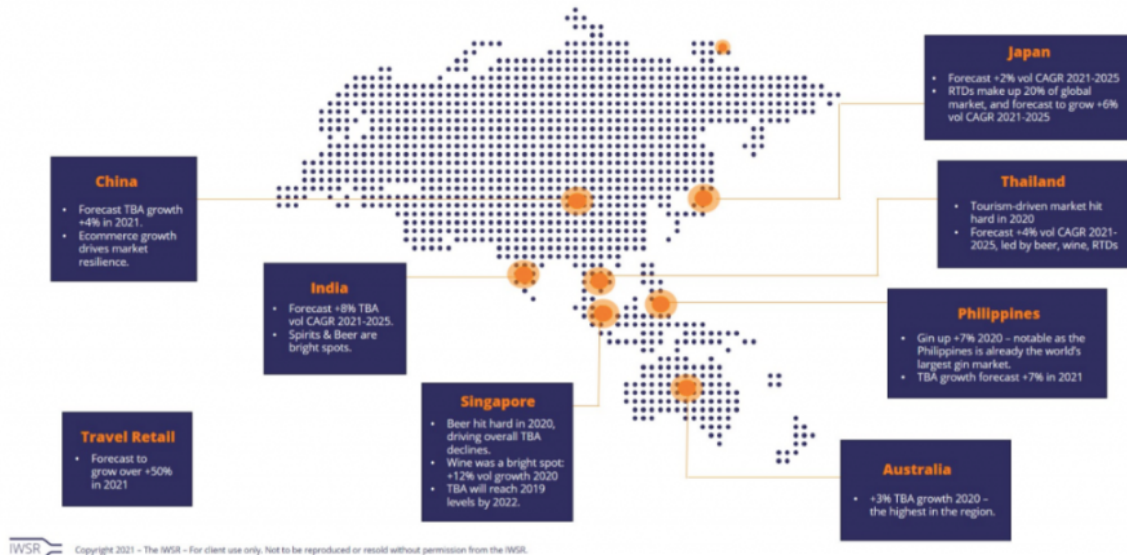 Japan
• Forecast +2% vol CAGR 2021-2025
• RTDs make up 20% of global
market, and forecast to grow +6%
vol CAGR 2021-2025
China
• Forecast TBA growth
+4% in 2021.
• Ecommerce growth
drives market
resilience.
Thailand
• Tourism-driven market hit
hard in 2020
• Forecast +4% vol CAGR 2021-
2025, led by beer, wine, RTDs
India
• Forecast +8% TBA
vol CAGR 2021-2025.
• Spirits & Beer are
bright spots.
Philippines
• Gin up +7% 2020 – notable as the
Philippines is already the world's
largest gin market.
• TBA growth forecast +7% in 2021
Singapore
• Beer hit hard in 2020,
driving overall TBA
declines.
• Wine was a bright spot:
+12% vol growth 2020
• TBA will reach 2019
levels by 2022.
Travel Retail
• Forecast to
grow over +50%
in 2021
Australia
• +3% TBA growth 2020 –
the highest in the region.
IWSR
Copyright 2021 – The IWSR – For client use only. Not to be reproduced or resold without permission from the IWSR.